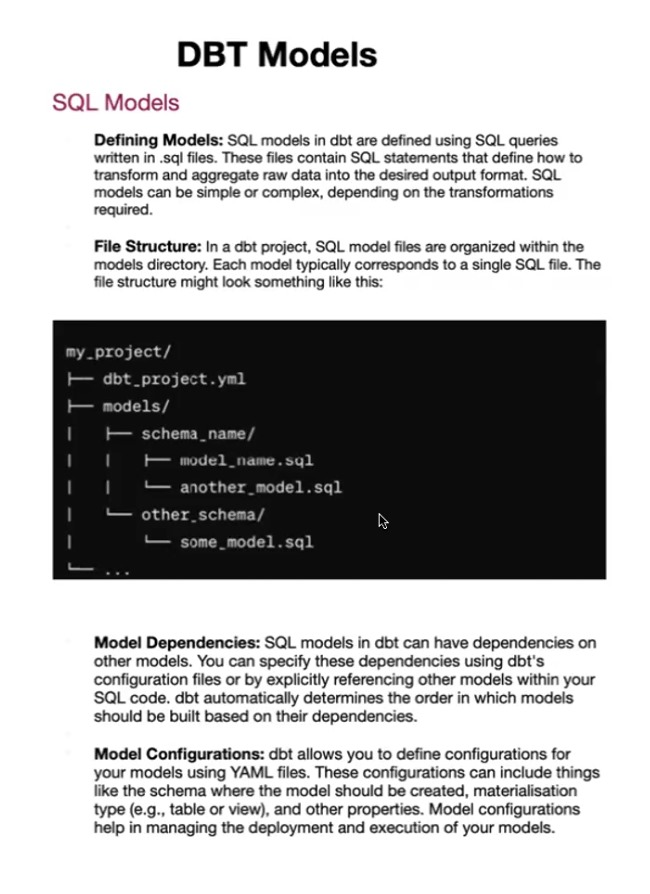 DBT Models
SQL Models
Defining Models: SQL models in dbt are defined using SQL queries
written in .sql files. These files contain SQL statements that define how to
transform and aggregate raw data into the desired output format. SQL
models can be simple or complex, depending on the transformations
required.
File Structure: In a dbt project, SQL model files are organized within the
models directory. Each model typically corresponds to a single SQL file. The
file structure might look something like this:
my_project/
├── dbt_project.yml
├── models/
│   ├── schema_name/
│   │   ├── model_name.sql
│   │   └── another_model.sql
│   └── other_schema/
│       └── some_model.sql
└── ...
Model Dependencies: SQL models in dbt can have dependencies on
other models. You can specify these dependencies using dbt's
configuration files or by explicitly referencing other models within your
SQL code. dbt automatically determines the order in which models
should be built based on their dependencies.
Model Configurations: dbt allows you to define configurations for
your models using YAML files. These configurations can include things
like the schema where the model should be created, materialisation
type (e.g., table or view), and other properties. Model configurations
help in managing the deployment and execution of your models.